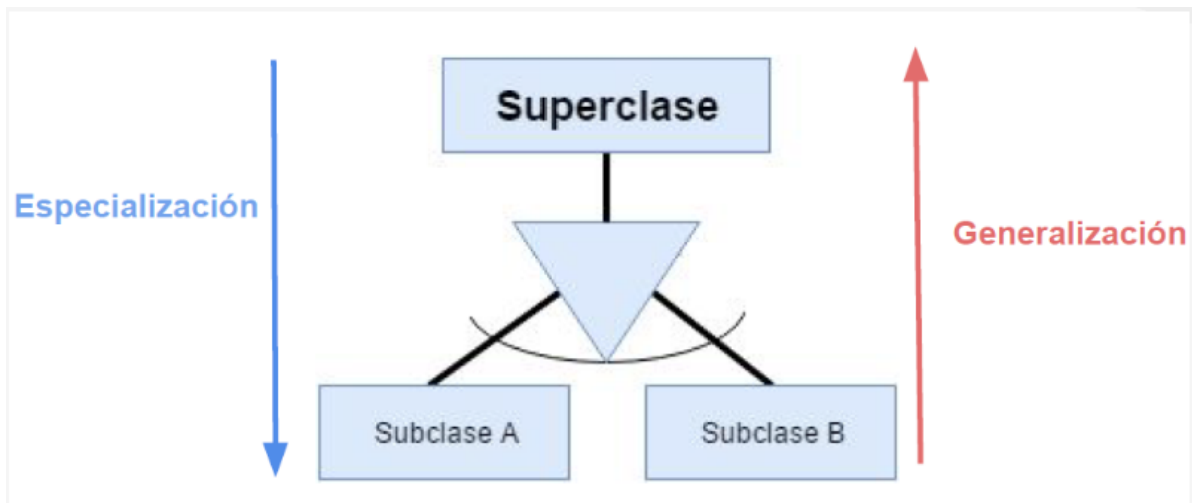 Superclase
Especialización
Generalización
Subclase A
Subclase B